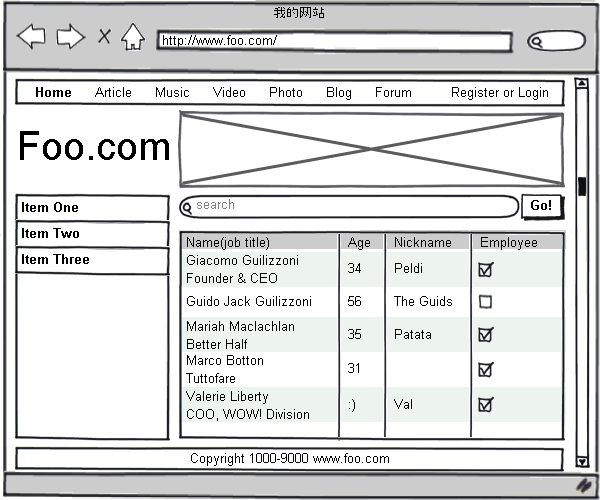 我的网站
http://www.foo.com/
Home Article Music Video Photo Blog Forum Register or Login
Foo.com
search Go!
Item One
Item Two
Item Three
Name(job title) Age Nickname Employee
Giacomo Guilizzoni
Founder & CEO 34 Peldi
Guido Jack Guilizzoni 56 The Guids
Mariah Maclachlan
Better Half 35 Patata
Marco Botton
Tuttofare 31
Valerie Liberty
COO, WOW! Division :) Val
Copyright 1000-9000 www.foo.com